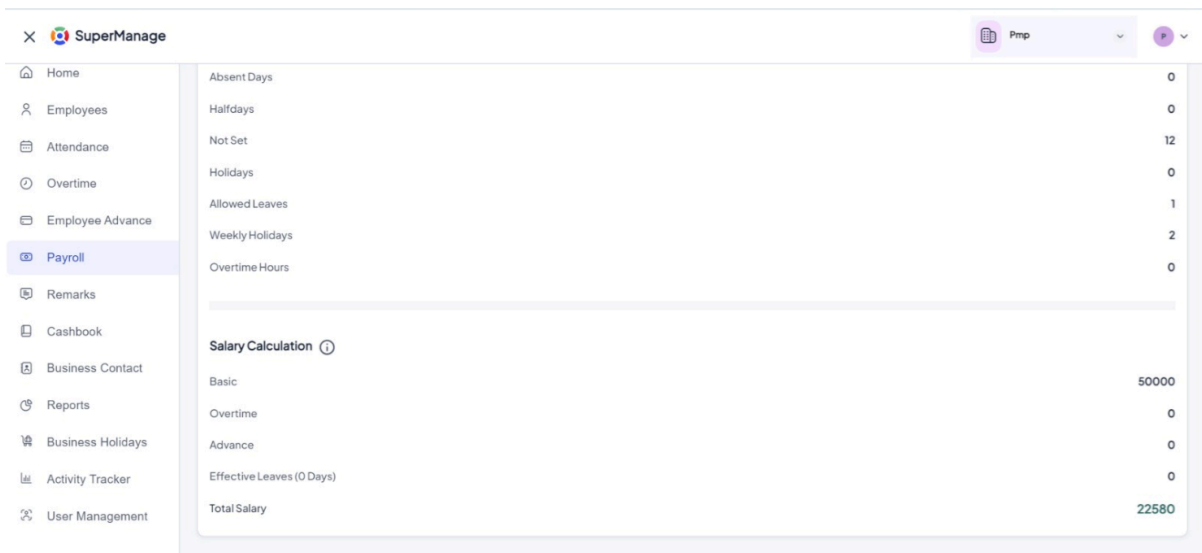 SuperManage
Pmp
P
Home
Employees
Attendance
Overtime
Employee Advance
Payroll
Remarks
Cashbook
Business Contact
Reports
Business Holidays
Activity Tracker
User Management
Absent Days 0
Halfdays 0
Not Set 12
Holidays 0
Allowed Leaves 1
Weekly Holidays 2
Overtime Hours 0
Salary Calculation
Basic 50000
Overtime 0
Advance 0
Effective Leaves (0 Days) 0
Total Salary 22580